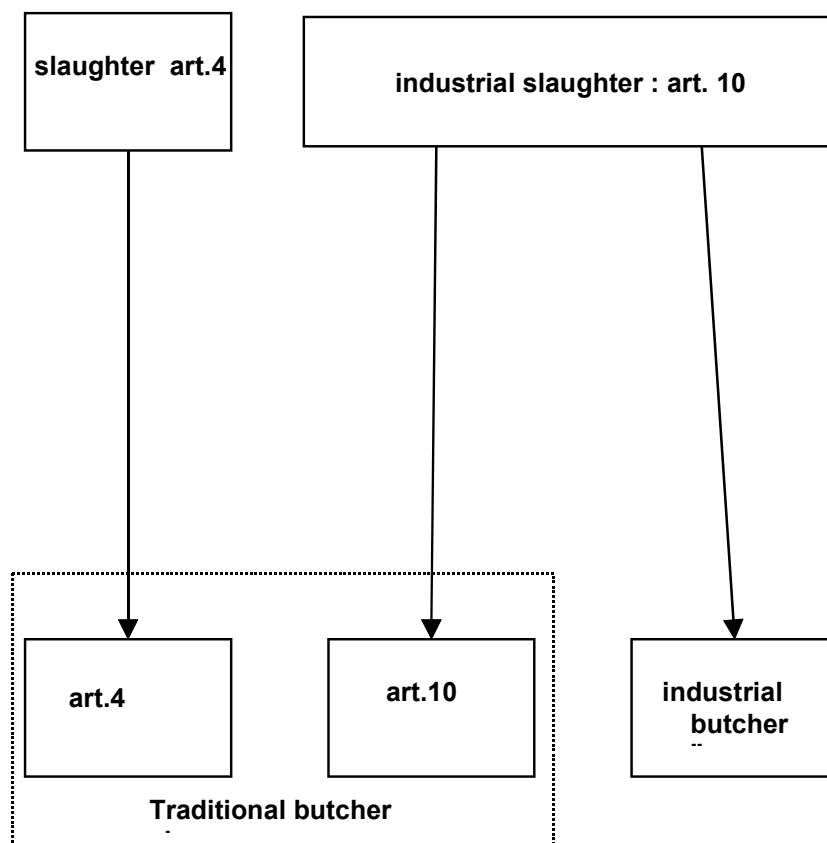 slaughter art.4
industrial slaughter : art. 10
art.4
art.10
industrial
butcher
Traditional butcher